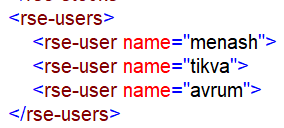 <rse-users>
<rse-user name="menash">
<rse-user name="tikva">
<rse-user name="avrum">
</rse-users>